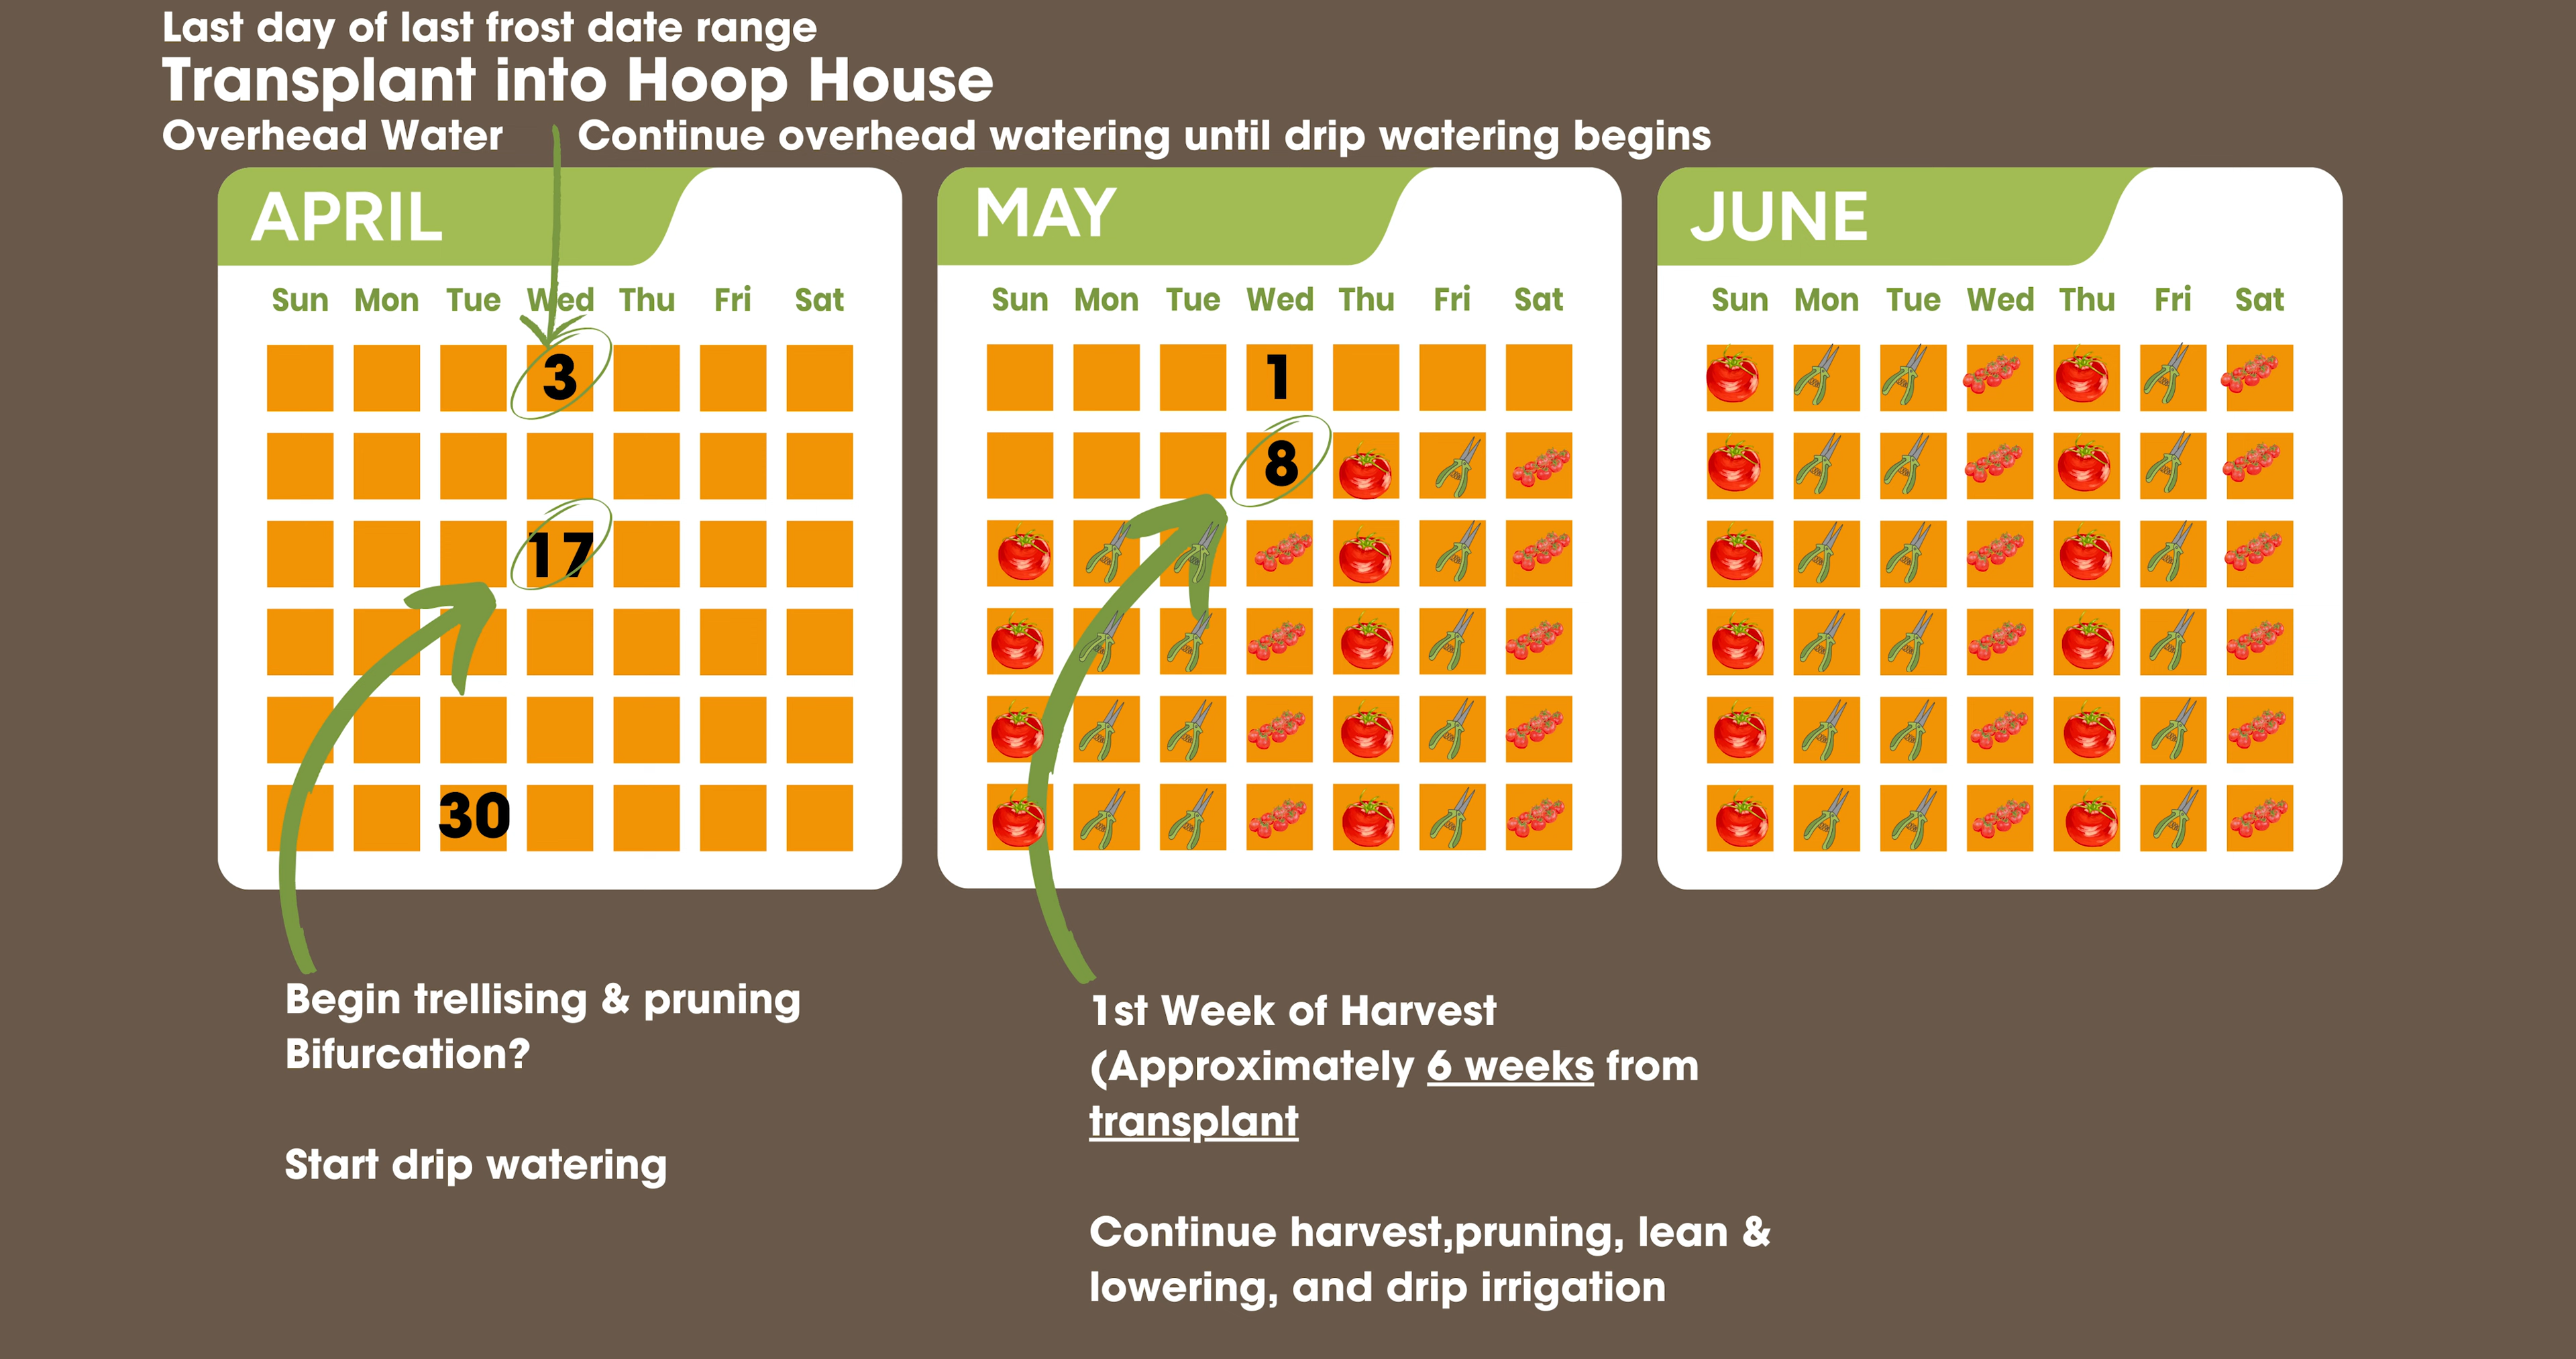 Last day of last frost date range
Transplant into Hoop House
Overhead Water Continue overhead watering until drip watering begins
APRIL
Sun Mon Tue Wed Thu Fri Sat
3
17
30
MAY
Sun Mon Tue Wed Thu Fri Sat
1
8
JUNE
Sun Mon Tue Wed Thu Fri Sat
Begin trellising & pruning
Bifurcation?
Start drip watering
1st Week of Harvest
(Approximately 6 weeks from
transplant
Continue harvest,pruning, lean &
lowering, and drip irrigation